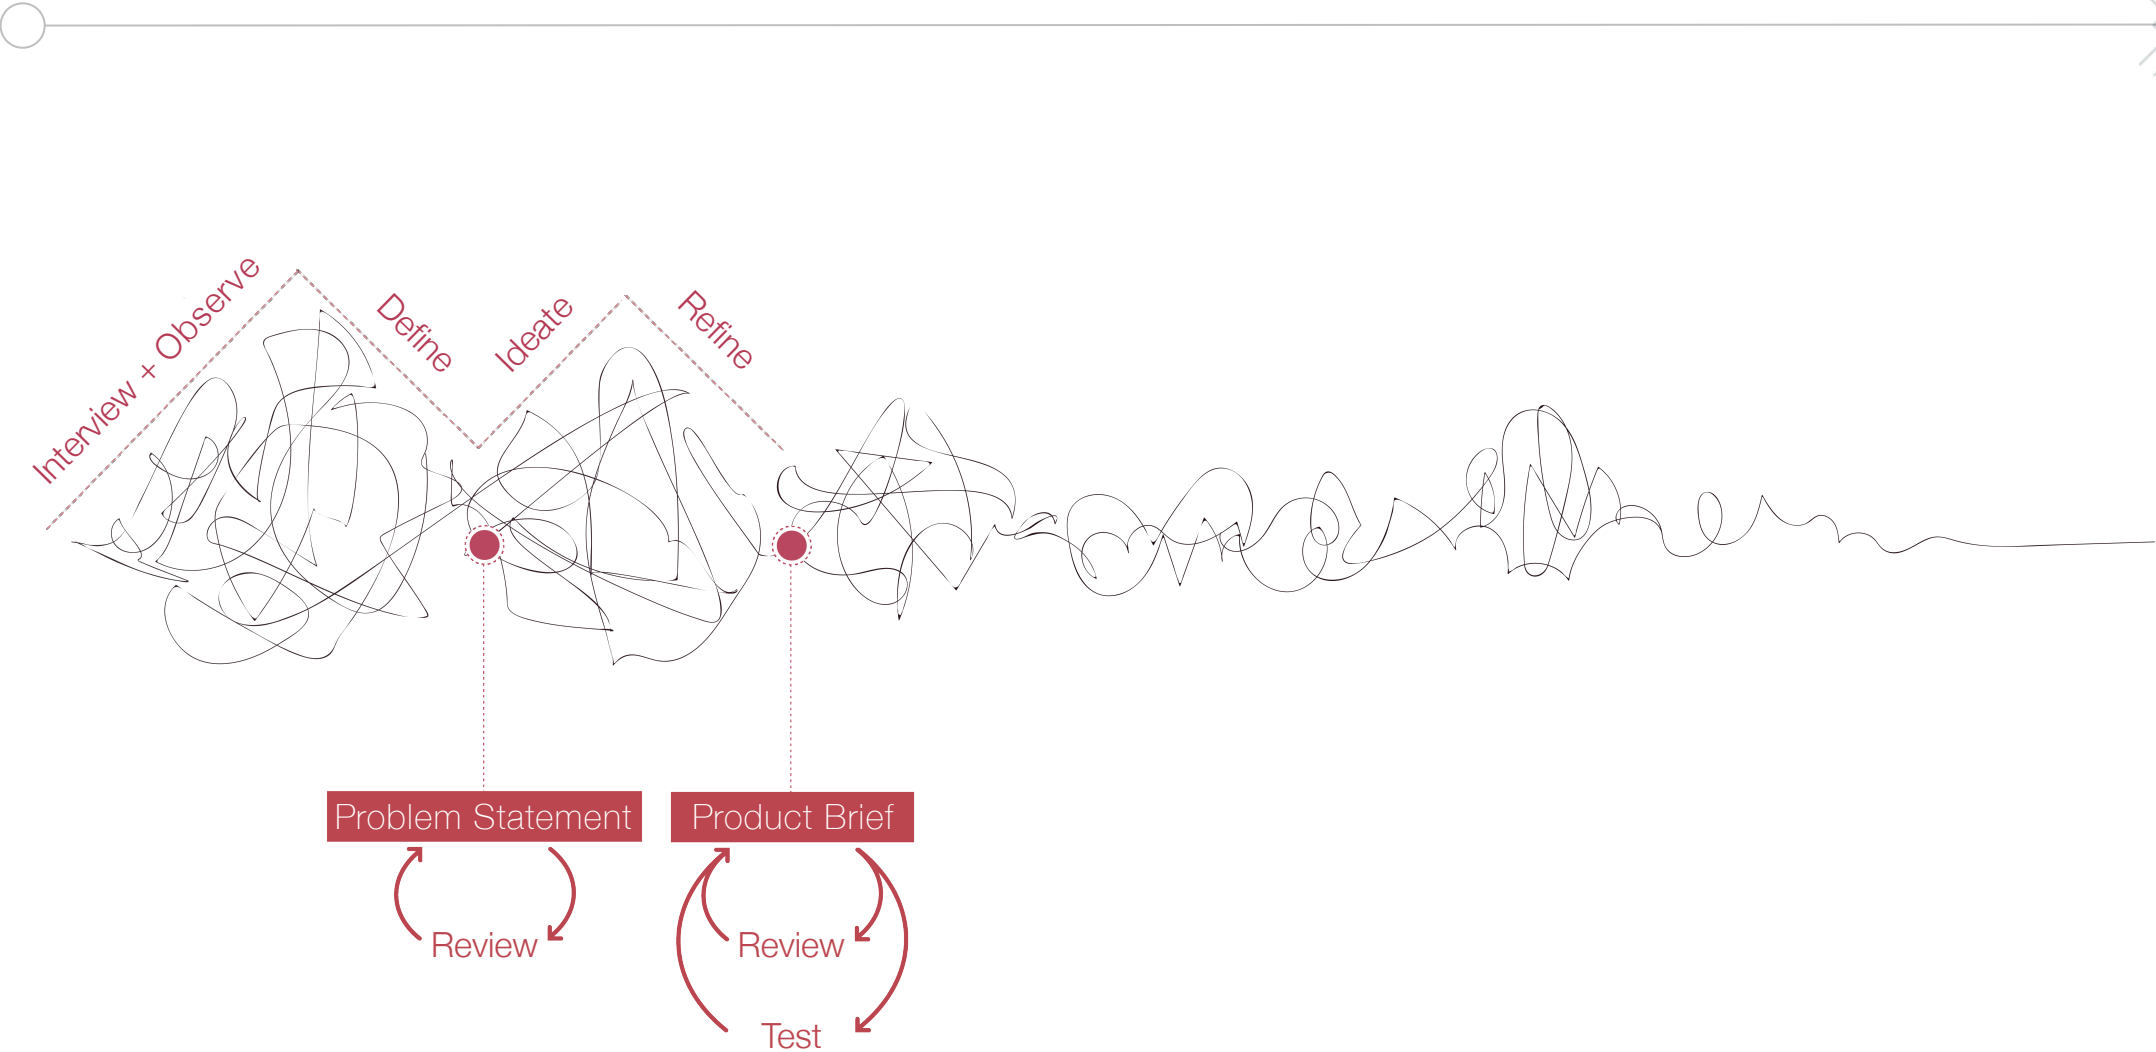 Interview + Observe
Define
Ideate
Refine
Problem Statement
Product Brief
Review
Review
Test